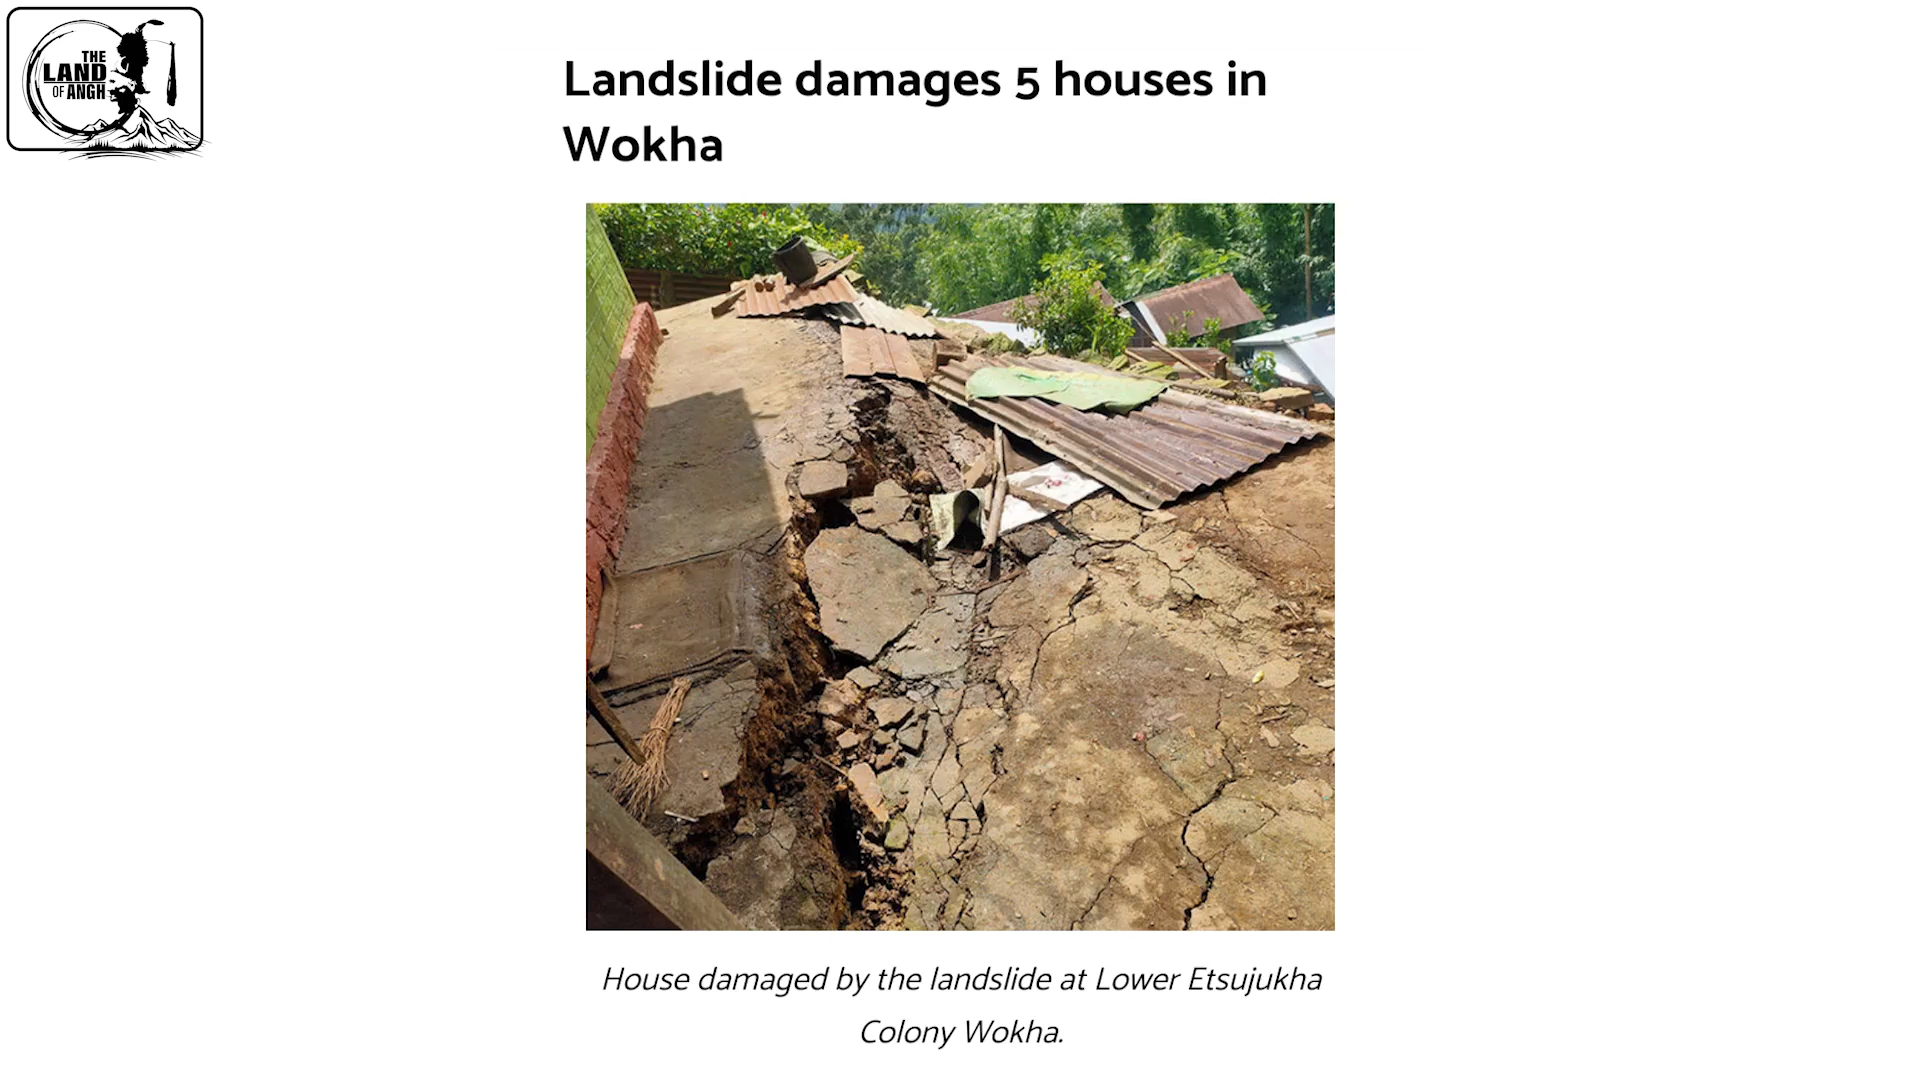 THE
LAND
OF ANGH
Landslide damages 5 houses in
Wokha
House damaged by the landslide at Lower Etsujukha
Colony Wokha.